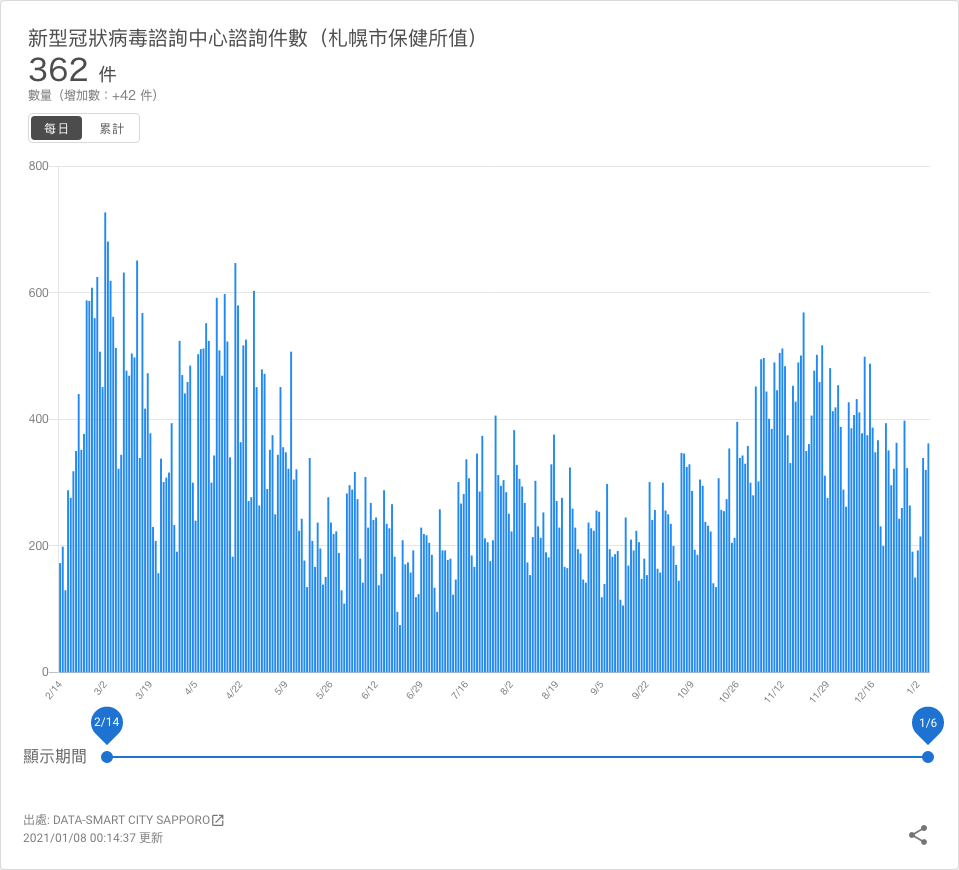 新型冠狀病毒諮詢中心諮詢件數（札幌市保健所值）
362 件
數量（增加數：+42 件）
每日 累計
800
600
400
200
0
2/14 3/2 3/19 4/5 4/22 5/9 5/26 6/12 6/29 7/16 8/2 8/19 9/5 9/22 10/9 10/26 11/12 11/29 12/16 1/2
2/14 1/6
顯示期間
出處: DATA-SMART CITY SAPPORO
2021/01/08 00:14:37 更新